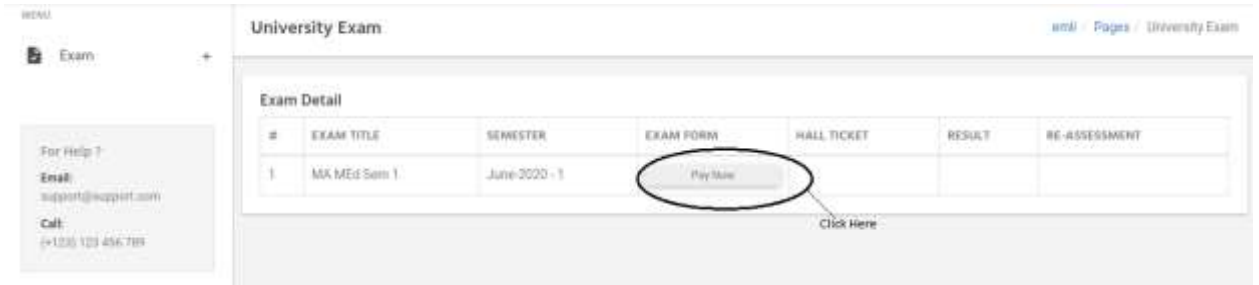 MENU
Exam +
For Help ?
Email:
support@support.com
Call:
(+123) 123 456 789
University Exam
/ Pages / University Exam
Exam Detail
# EXAM TITLE SEMESTER EXAM FORM HALL TICKET RESULT RE-ASSESSMENT
1 MA MEd Sem 1 June-2020 - 1 Pay Now
Click Here